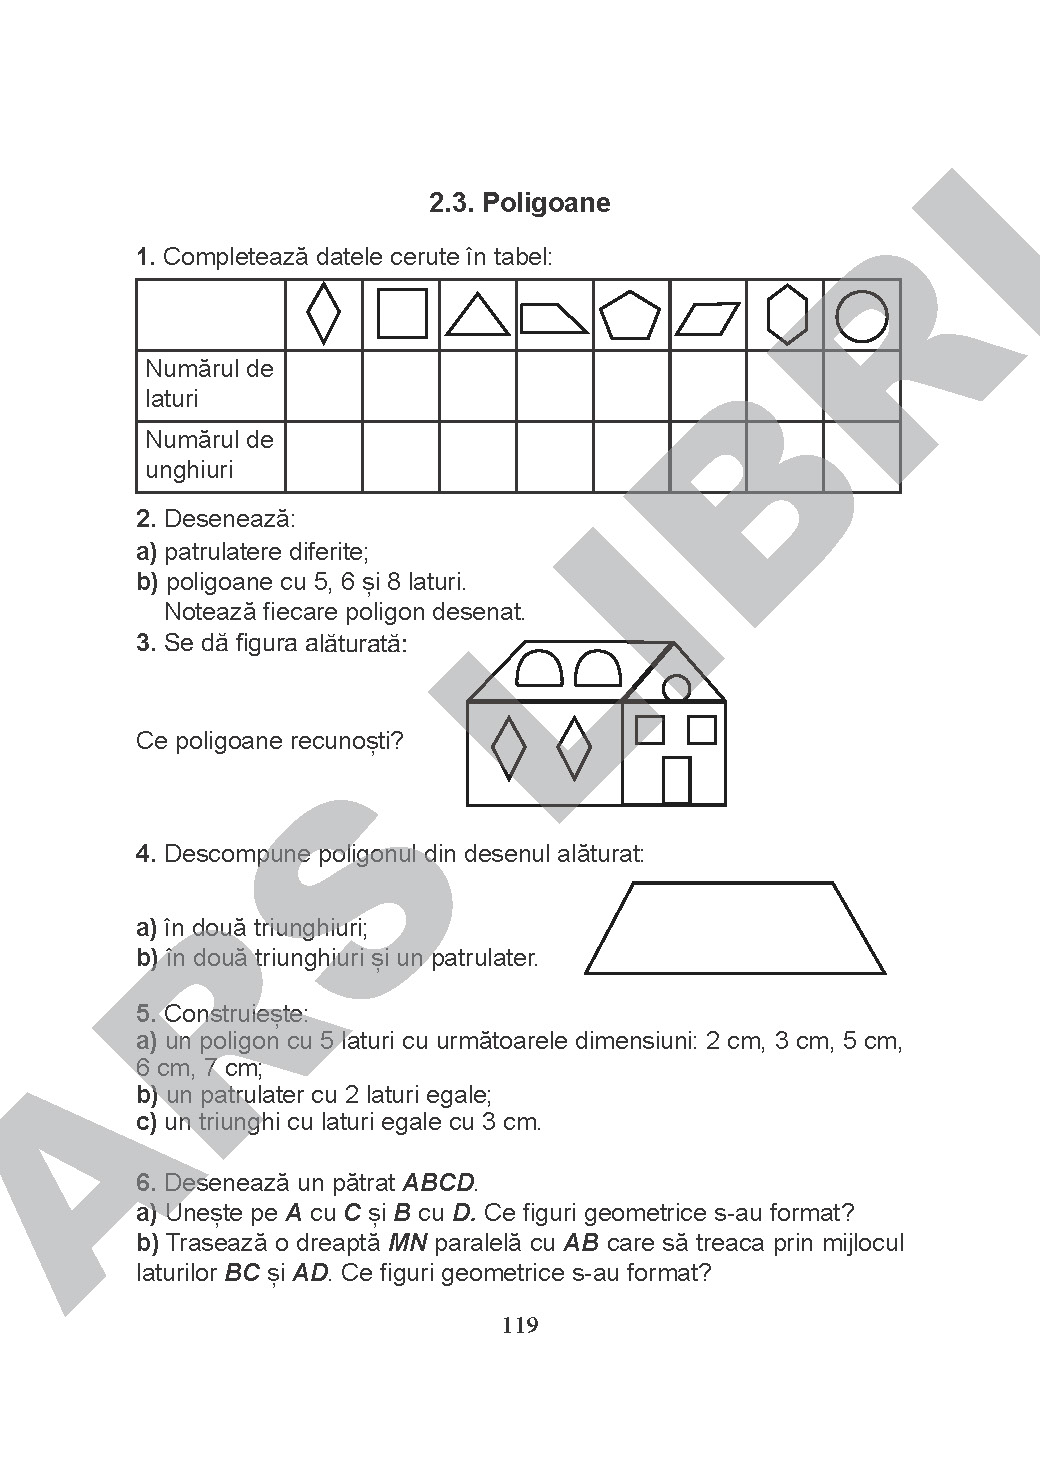 2.3. Poligoane
1. Completează datele cerute în tabel:
Numărul de
laturi
Numărul de
unghiuri
2. Desenează:
a) patrulatere diferite;
b) poligoane cu 5, 6 și 8 laturi.
Notează fiecare poligon desenat.
3. Se dă figura alăturată:
Ce poligoane recunoști?
4. Descompune poligonul din desenul alăturat:
a) în două triunghiuri;
b) în două triunghiuri și un patrulater.
5. Construiește:
a) un poligon cu 5 laturi cu următoarele dimensiuni: 2 cm, 3 cm, 5 cm,
6 cm, 7 cm;
b) un patrulater cu 2 laturi egale;
c) un triunghi cu laturi egale cu 3 cm.
6. Desenează un pătrat ABCD.
a) Unește pe A cu C și B cu D. Ce figuri geometrice s-au format?
b) Trasează o dreaptă MN paralelă cu AB care să treaca prin mijlocul
laturilor BC și AD. Ce figuri geometrice s-au format?
119
ARS LIBRI